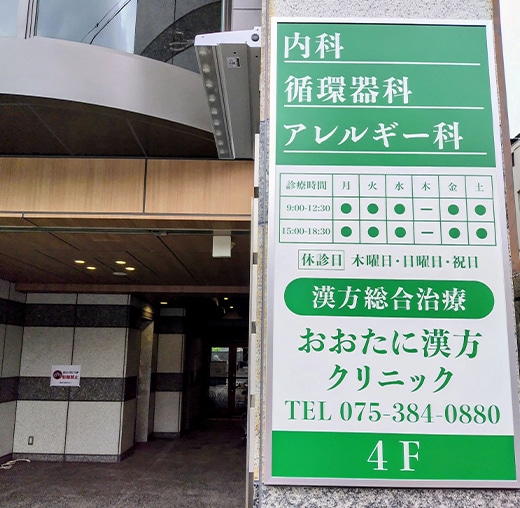 内科
循環器科
アレルギー科
診療時間 月 火 水 木 金 土
9:00-12:30 ● ● ● ー ● ●
15:00-18:30 ● ● ● ー ● ●
休診日 木曜日・日曜日・祝日
漢方総合治療
おおたに漢方
クリニック
TEL 075-384-0880
4F